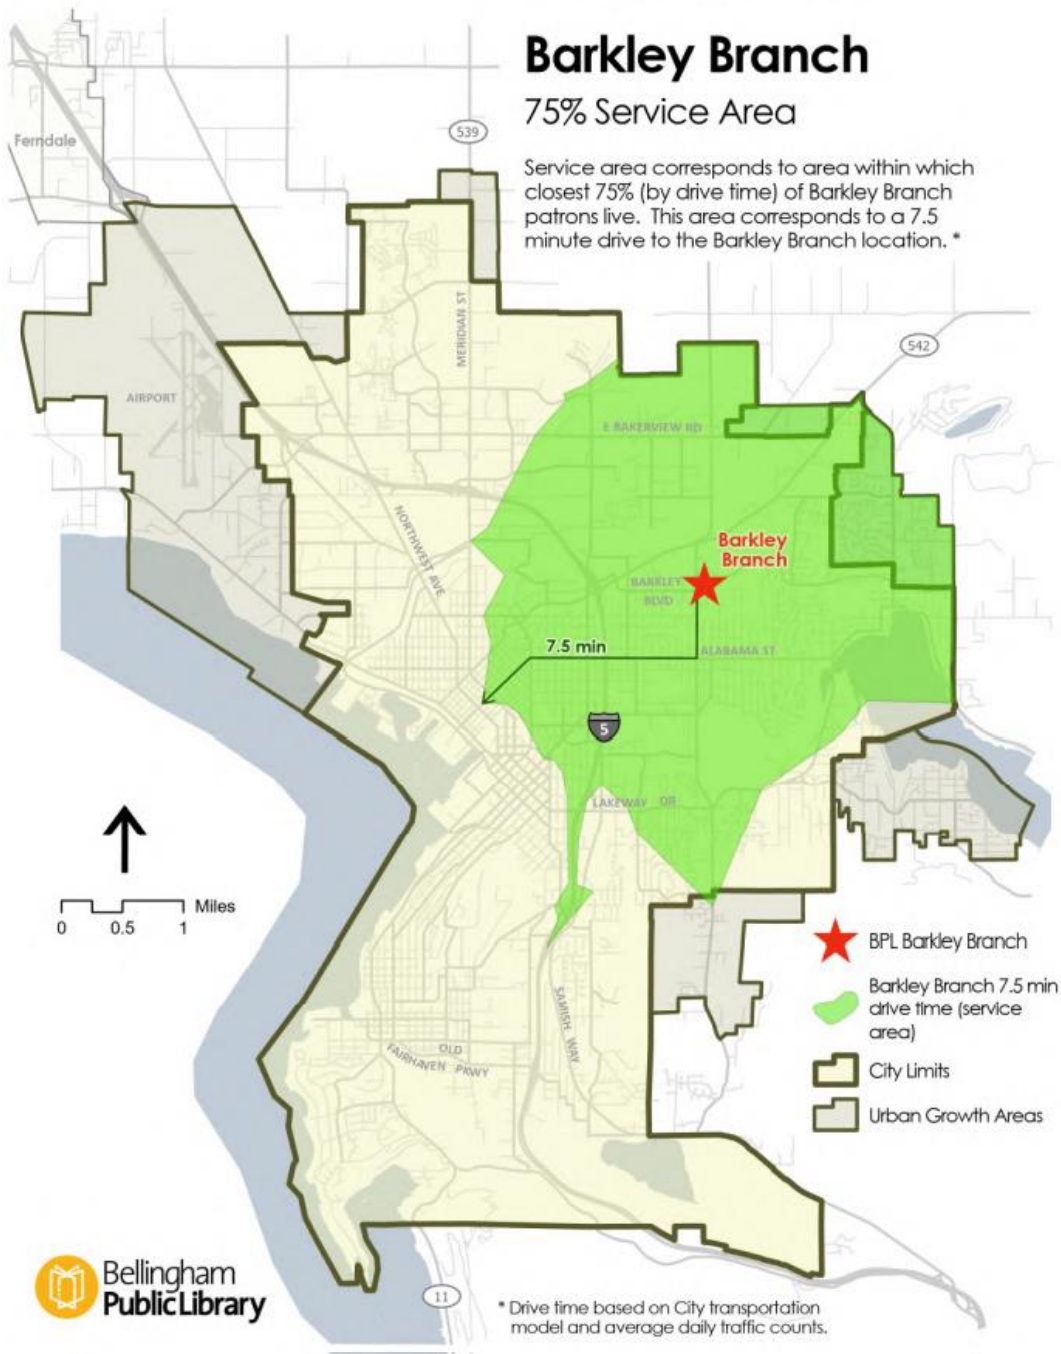 Barkley Branch
75% Service Area
Service area corresponds to area within which
closest 75% (by drive time) of Barkley Branch
patrons live.  This area corresponds to a 7.5
minute drive to the Barkley Branch location. *
Ferndale
539
542
MERIDIAN ST
AIRPORT
E BAKERVIEW RD
NORTHWEST AVE
Barkley
Branch
BARKLEY
BLVD
7.5 min
ALABAMA ST
5
LAKEWAY DR
Miles
0 0.5 1
SAMISH WAY
OLD
FAIRHAVEN PKWY
BPL Barkley Branch
Barkley Branch 7.5 min
drive time (service
area)
City Limits
Urban Growth Areas
Bellingham
PublicLibrary
11
* Drive time based on City transportation
model and average daily traffic counts.